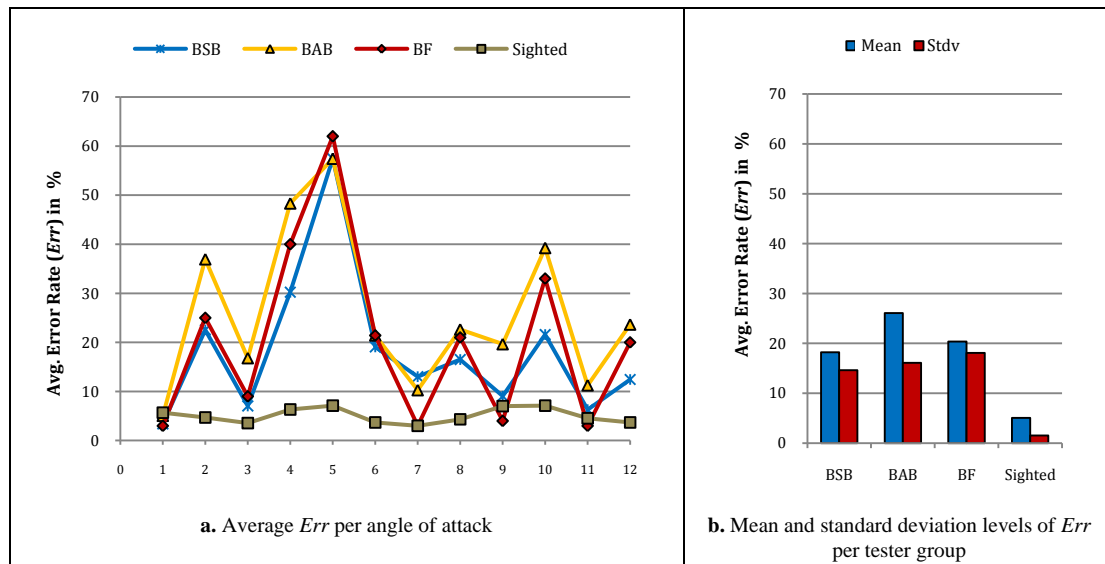 BSB BAB BF Sighted
Avg. Error Rate (Err) in %
70
60
50
40
30
20
10
0
0 1 2 3 4 5 6 7 8 9 10 11 12
a. Average Err per angle of attack
Mean Stdv
Avg. Error Rate (Err) in %
70
60
50
40
30
20
10
0
BSB BAB BF Sighted
b. Mean and standard deviation levels of Err
per tester group